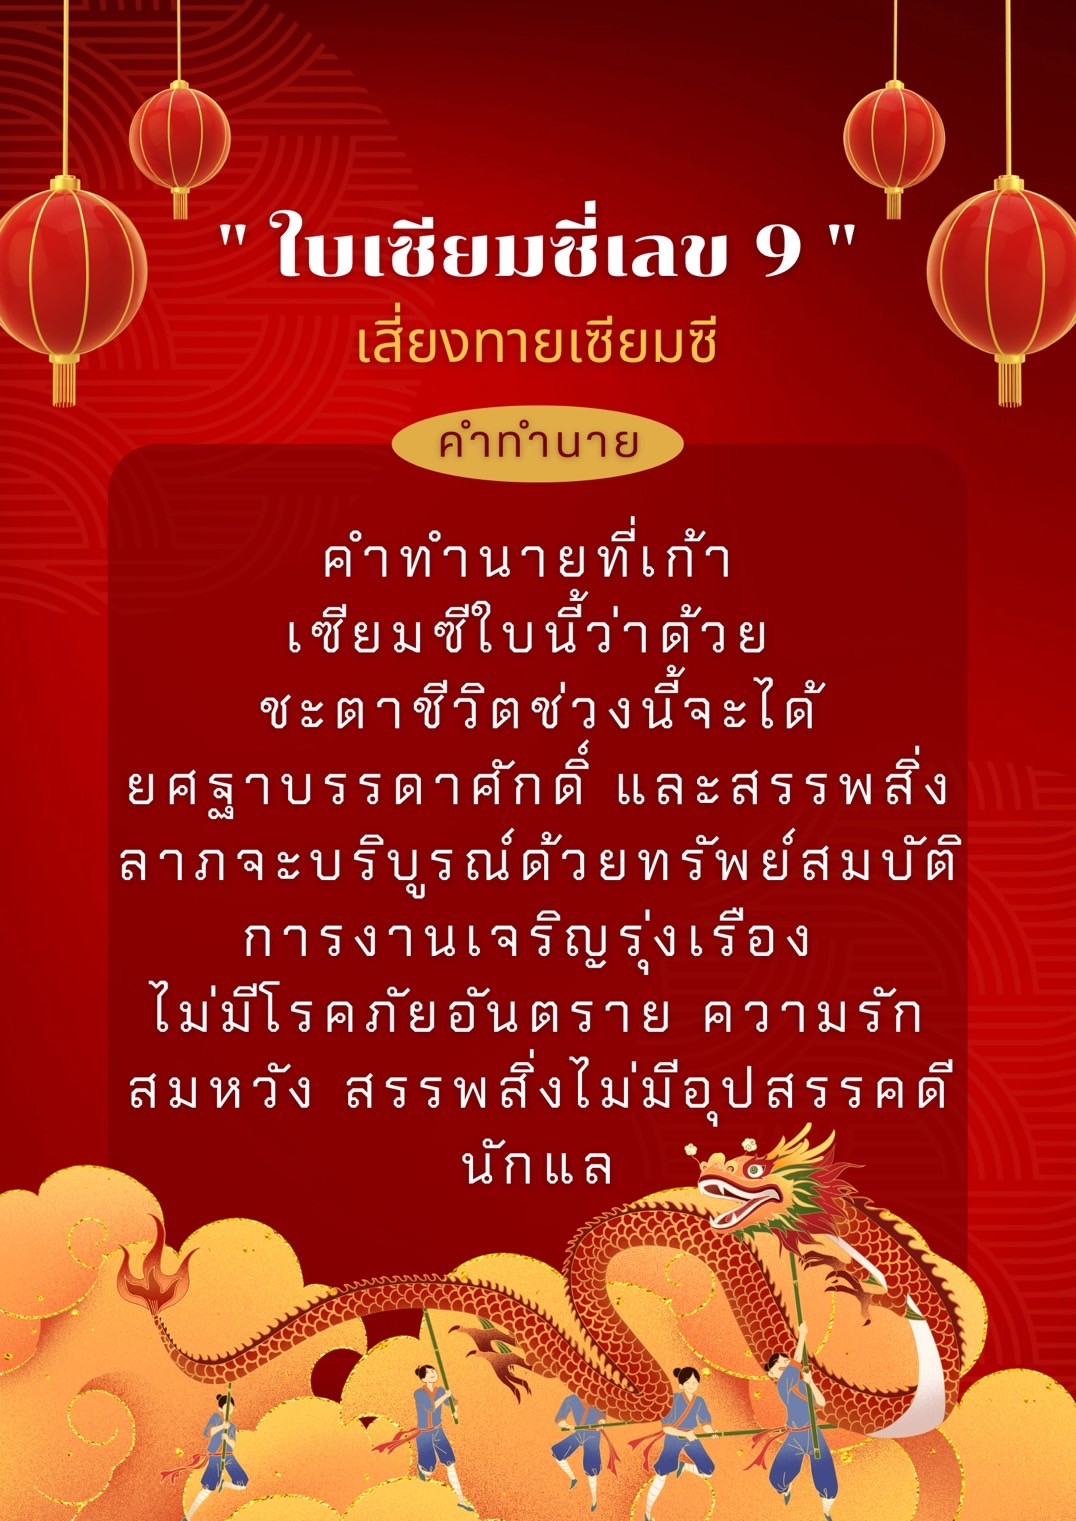 " ใบเซียมซี่เลข 9 "
เสี่ยงทายเซียมซี
คำทำนาย
คำทำนายที่เก้า
เซียมซีใบนี้ว่าด้วย
ชะตาชีวิตช่วงนี้จะได้
ยศฐาบรรดาศักดิ์ และสรรพสิ่ง
ลาภจะบริบูรณ์ด้วยทรัพย์สมบัติ
การงานเจริญรุ่งเรือง
ไม่มีโรคภัยอันตราย ความรัก
สมหวัง สรรพสิ่งไม่มีอุปสรรคดี
นักแล